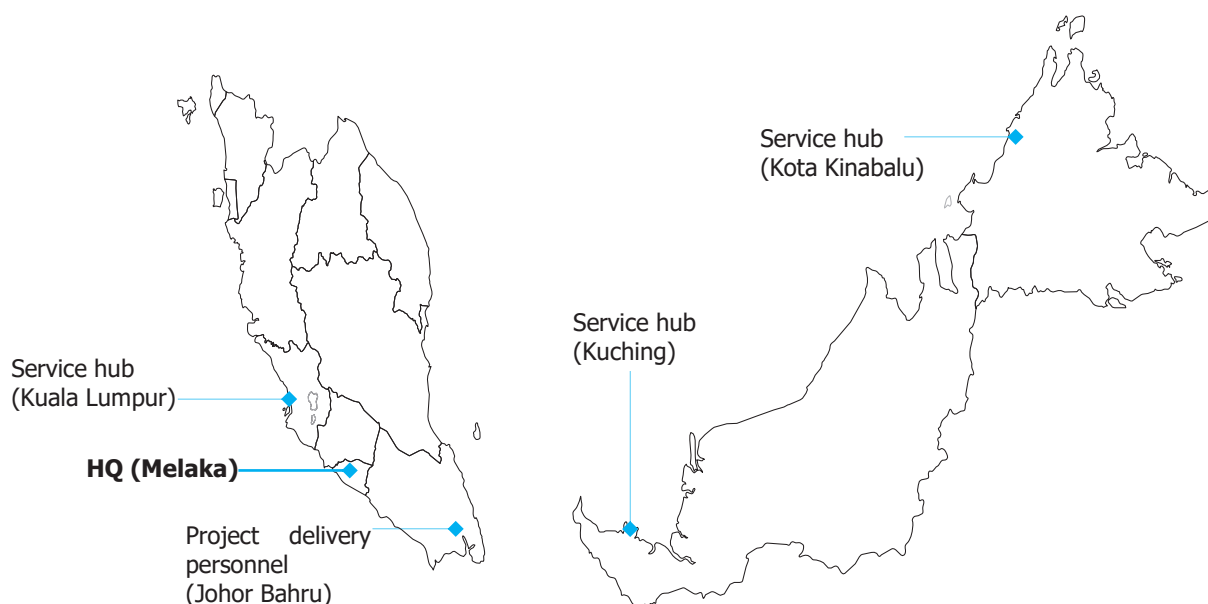 Service hub
(Kota Kinabalu)
Service hub
(Kuching)
Service hub
(Kuala Lumpur)
HQ (Melaka)
Project delivery
personnel
(Johor Bahru)